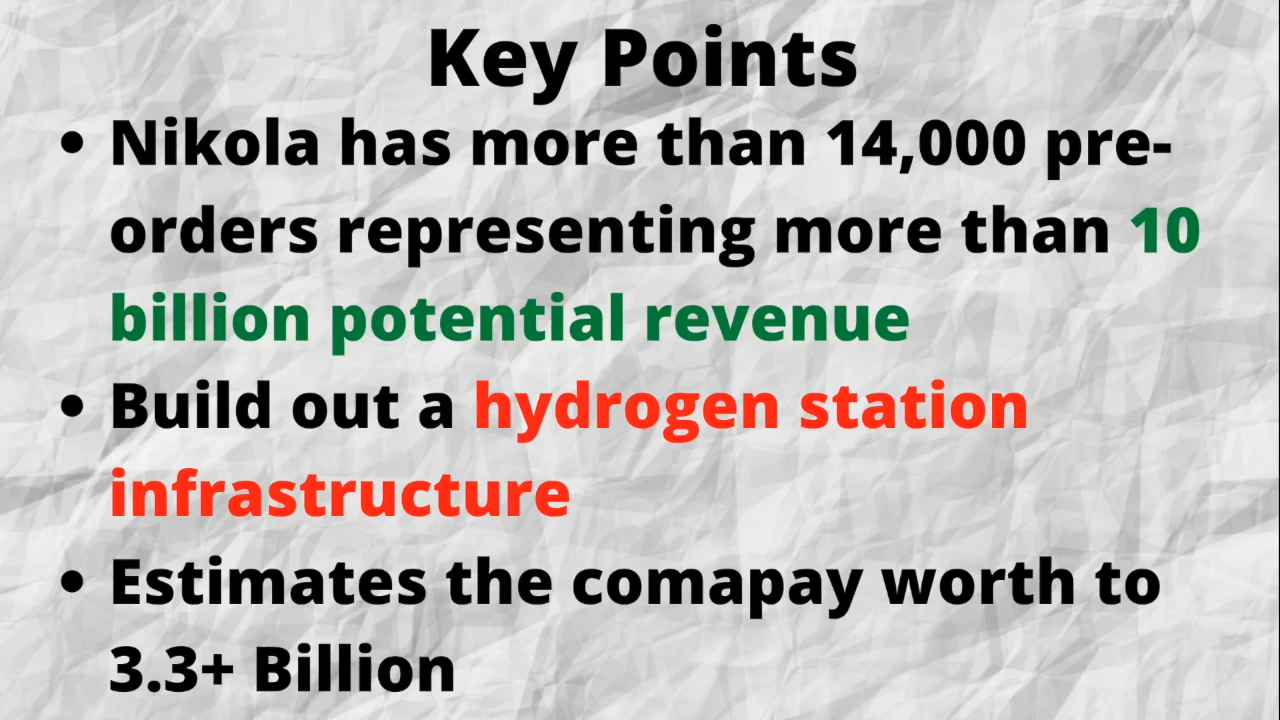 Key Points
• Nikola has more than 14,000 pre-
orders representing more than 10
billion potential revenue
• Build out a hydrogen station
infrastructure
• Estimates the comapay worth to
3.3+ Billion